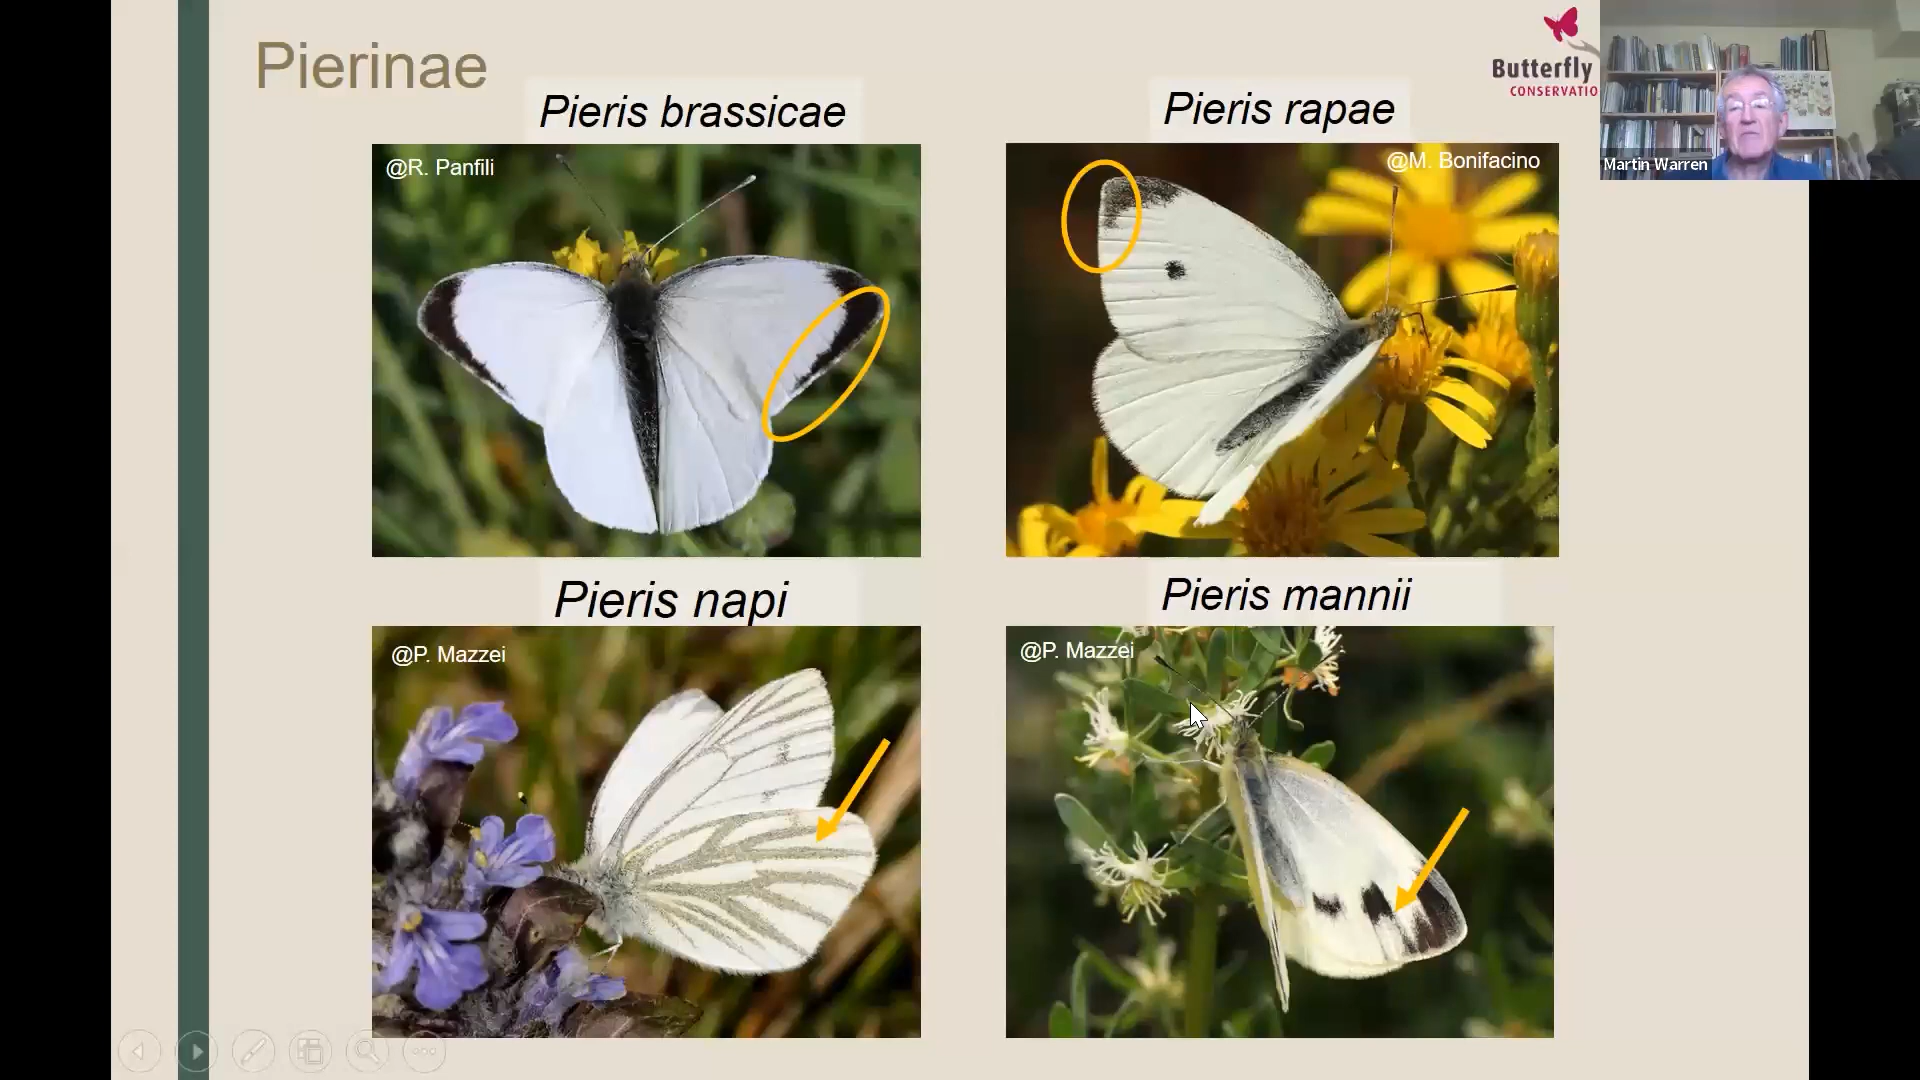 Pierinae
Pieris brassicae
Pieris rapae
Butterfly
CONSERVATIO
Martin Warren
@R. Panfili
@M. Bonifacino
Pieris napi
Pieris mannii
@P. Mazzei
@P. Mazzei